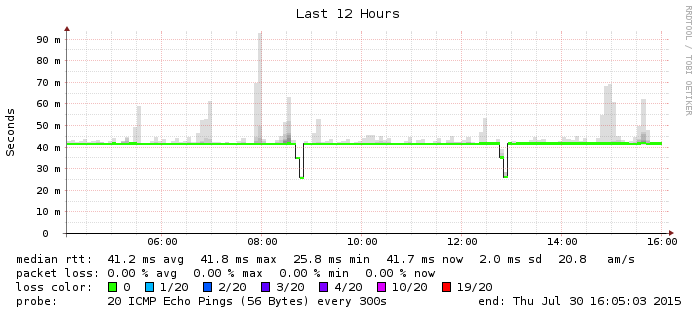 Last 12 Hours
RRDTOOL / TOBI OETIKER
Seconds
90 m
80 m
70 m
60 m
50 m
40 m
30 m
20 m
10 m
0
06:00 08:00 10:00 12:00 14:00 16:00
median rtt: 41.2 ms avg 41.8 ms max 25.8 ms min 41.7 ms now 2.0 ms sd 20.8 am/s
packet loss: 0.00 % avg 0.00 % max 0.00 % min 0.00 % now
loss color: 0 1/20 2/20 3/20 4/20 10/20 19/20
probe: 20 ICMP Echo Pings (56 Bytes) every 300s end: Thu Jul 30 16:05:03 2015